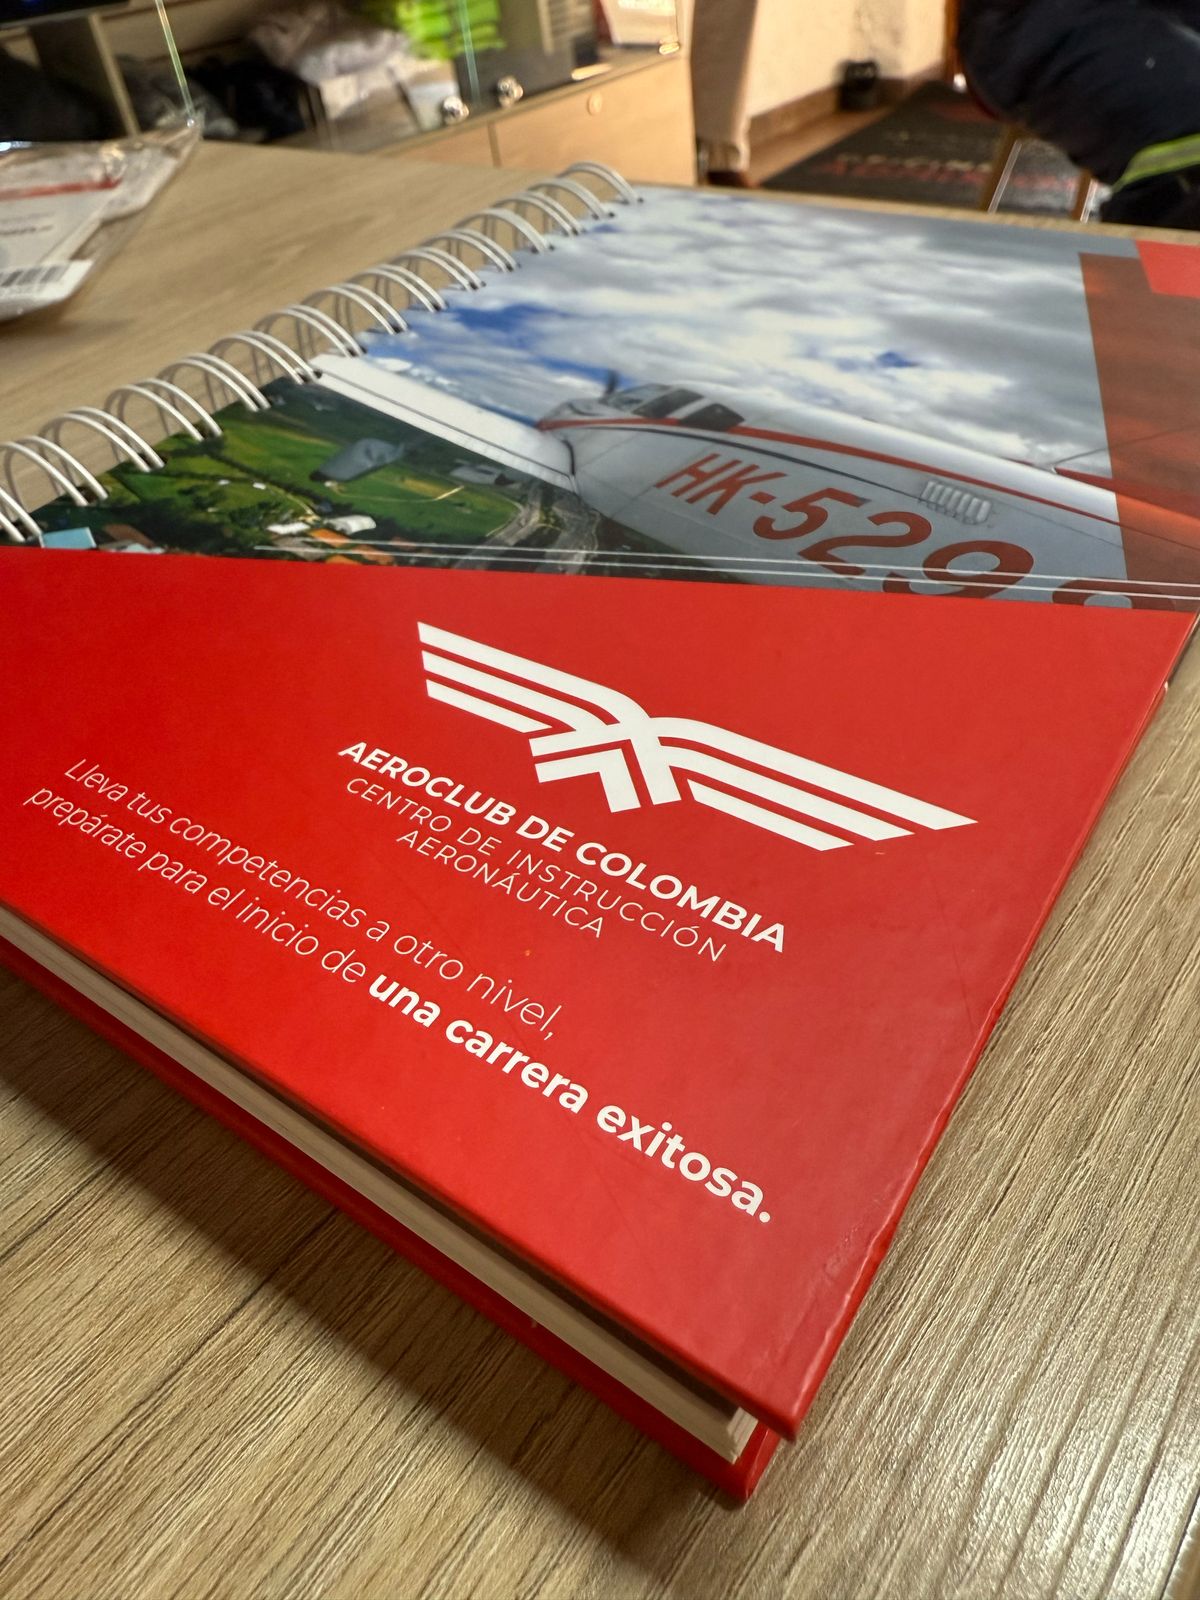 HK-529
AEROCLUB DE COLOMBIA
CENTRO DE INSTRUCCIÓN
AERONÁUTICA
Lleva tus competencias a otro nivel,
prepárate para el inicio de una carrera exitosa.